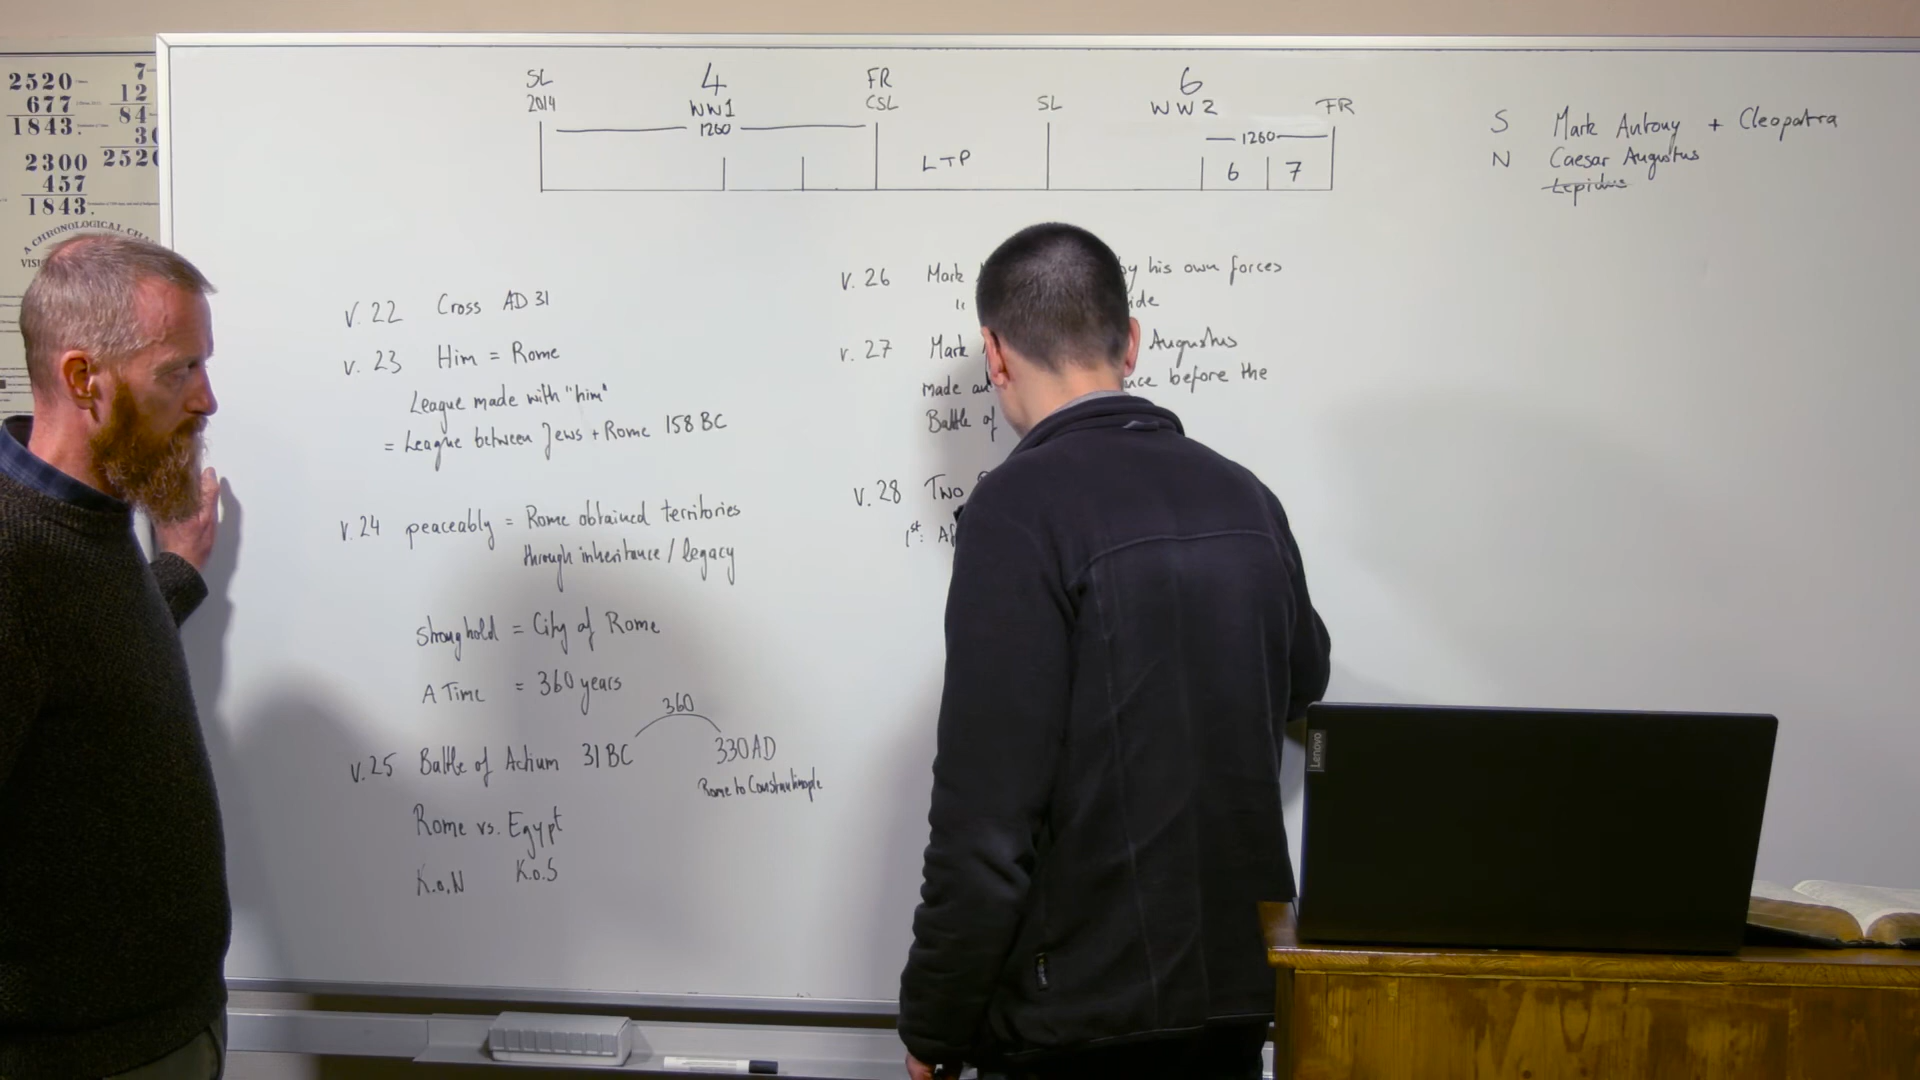 2520
677
1843.
7
12
84
30
2520
2300
457
1843.
A CHRONOLOGICAL
SL
2014
4
WW1
1260
FR
CSL
LTP
SL
6
WW2
1260
FR
6
7
S Mark Antony + Cleopatra
N Caesar Augustus
Lepidus
v.22 Cross AD 31
v.23 Him = Rome
League made with "him"
= League between Jews + Rome 158 BC
v.24 peaceably = Rome obtained territories
through inheritance / legacy
stronghold = City of Rome
A Time = 360 years
360
v.25 Battle of Actium 31 BC 330 AD
Rome to Constantinople
Rome vs. Egypt
K.o.N K.o.S
v.26 Mark by his own forces
"
v.27 Mark Augustus
made before the
Battle of
v.28 Two
1st:
Lenovo